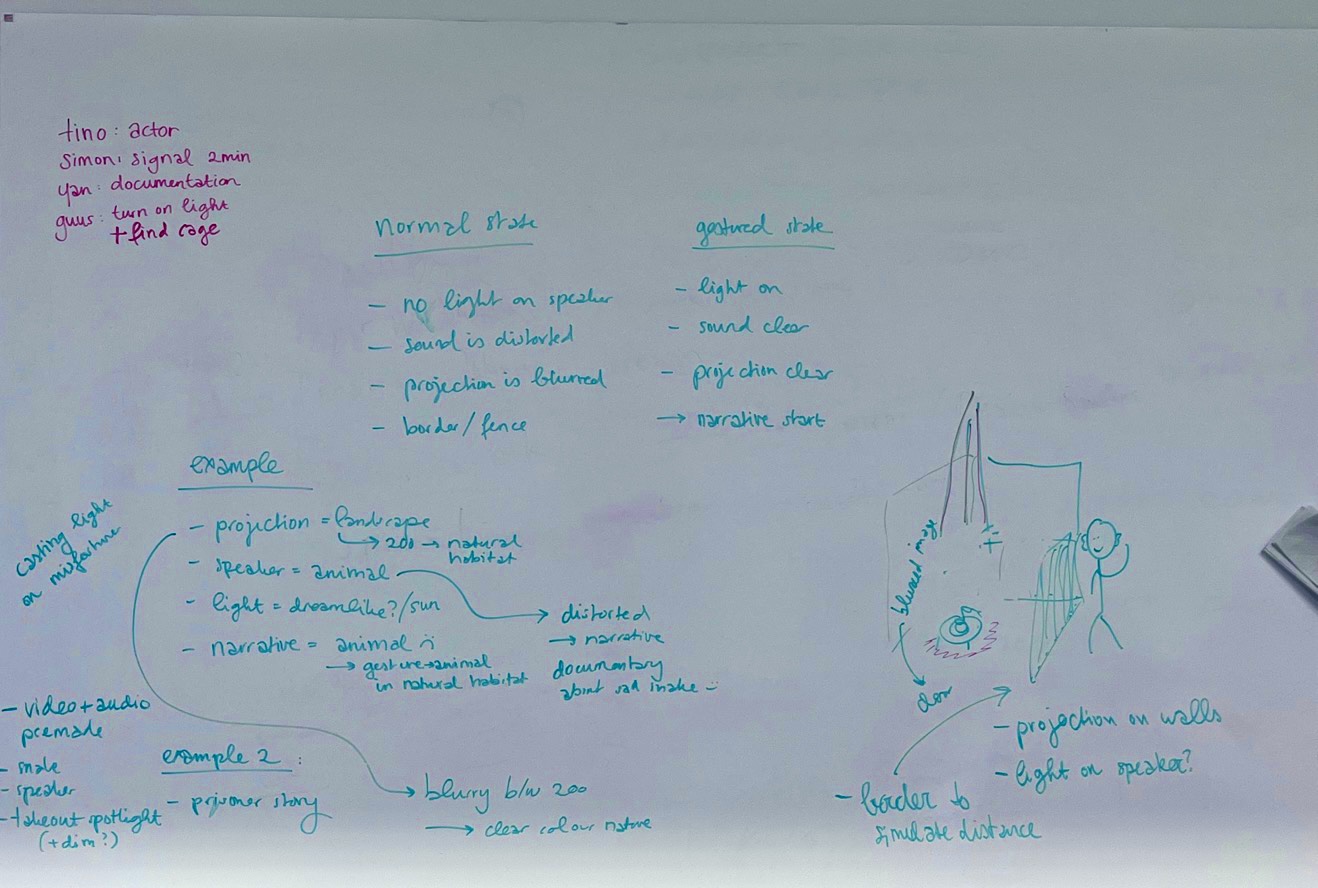 tino: actor
simon: signal 2min
yan: documentation
guus: turn on light
+ find cage
normal state
- no light on speaker
- sound is distorted
- projection is blurred
- border/fence
gestured state
- light on
- sound clear
- projection clear
→ narrative start
example
- projection = landscape
→ zoo → natural
habitat
- speaker = animal
- light = dreamlike?/sun
- narrative = animal
→ gesture → animal
in natural habitat
→ distorted
→ narrative
documentary
about sad snake
casting light
on misfortune
- video + audio
premade
- snake
- speaker
- takeout spotlight
(+dim?)
example 2 :
- prisoner story
→ blurry b/w zoo
→ clear colour nature
blurred image
door
- projection on walls
- light on speaker?
- border to
simulate distance